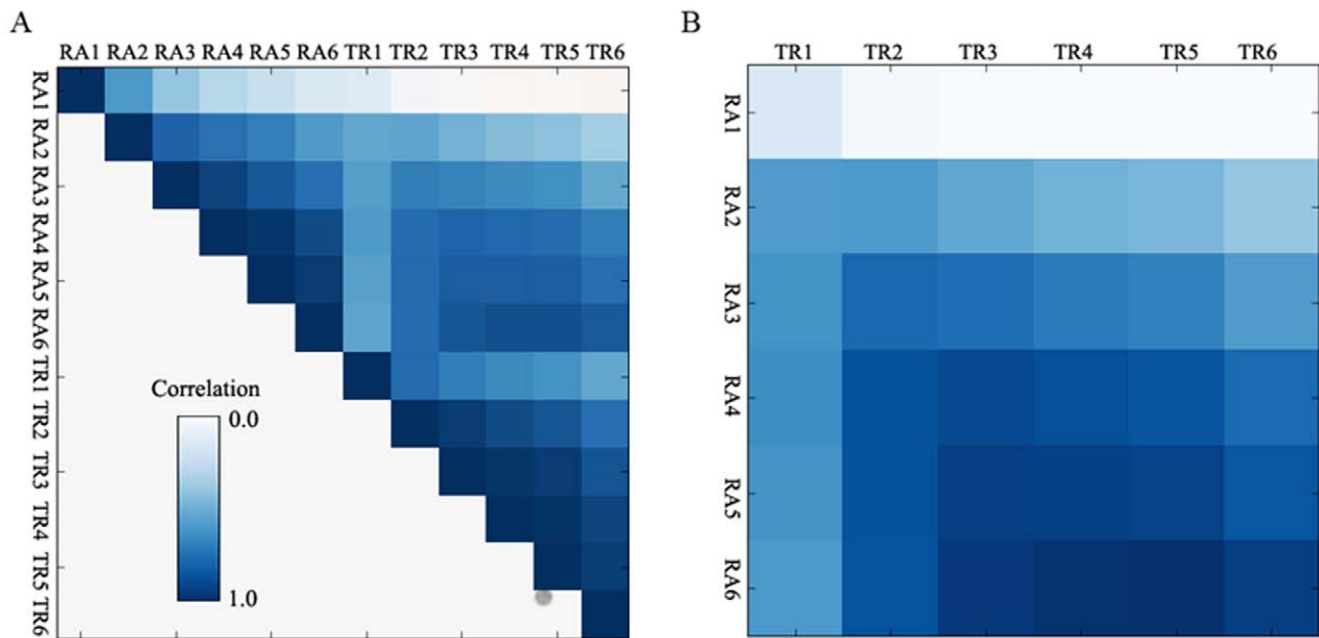 A
B
RA1 RA2 RA3 RA4 RA5 RA6 TR1 TR2 TR3 TR4 TR5 TR6
TR1 TR2 TR3 TR4 TR5 TR6
RA1
RA2
RA3
RA4
RA5
RA6
TR1
TR2
TR3
TR4
TR5
TR6
Correlation
0.0
1.0
RA1
RA2
RA3
RA4
RA5
RA6